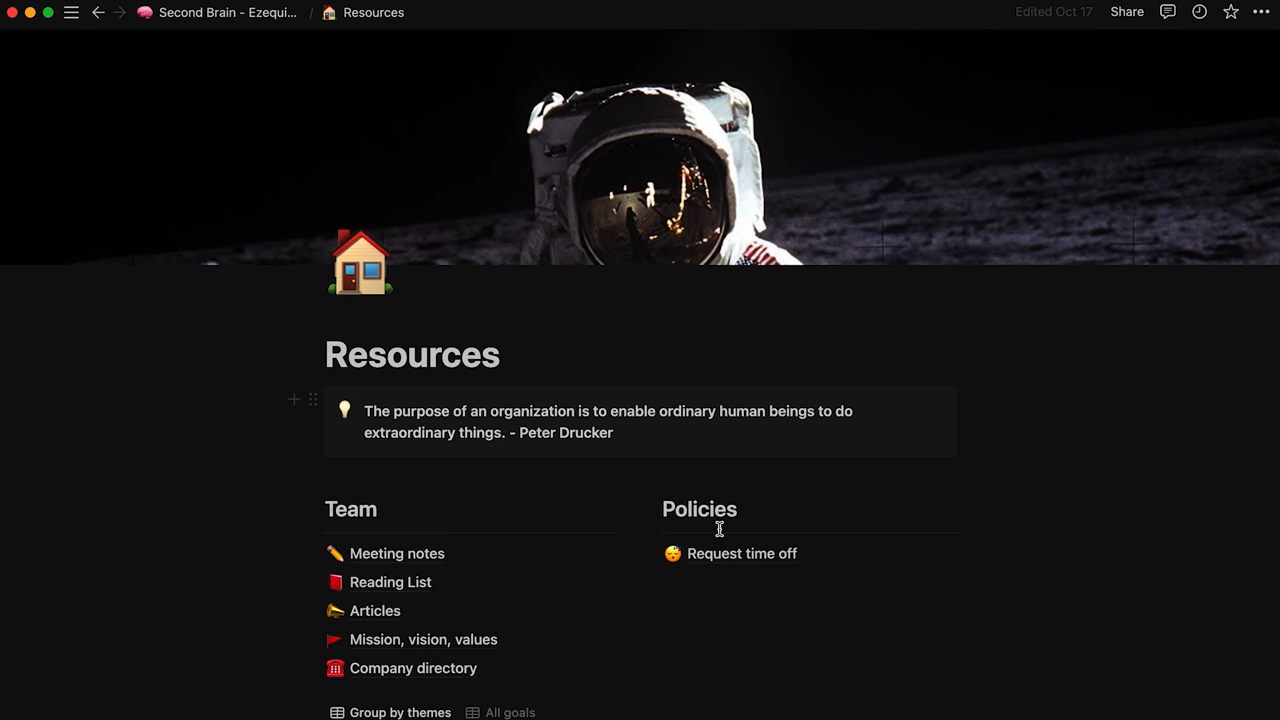 Second Brain - Ezequi... / Resources
Edited Oct 17
Share
Resources
The purpose of an organization is to enable ordinary human beings to do
extraordinary things. - Peter Drucker
Team
Meeting notes
Reading List
Articles
Mission, vision, values
Company directory
Policies
Request time off
Group by themes
All goals